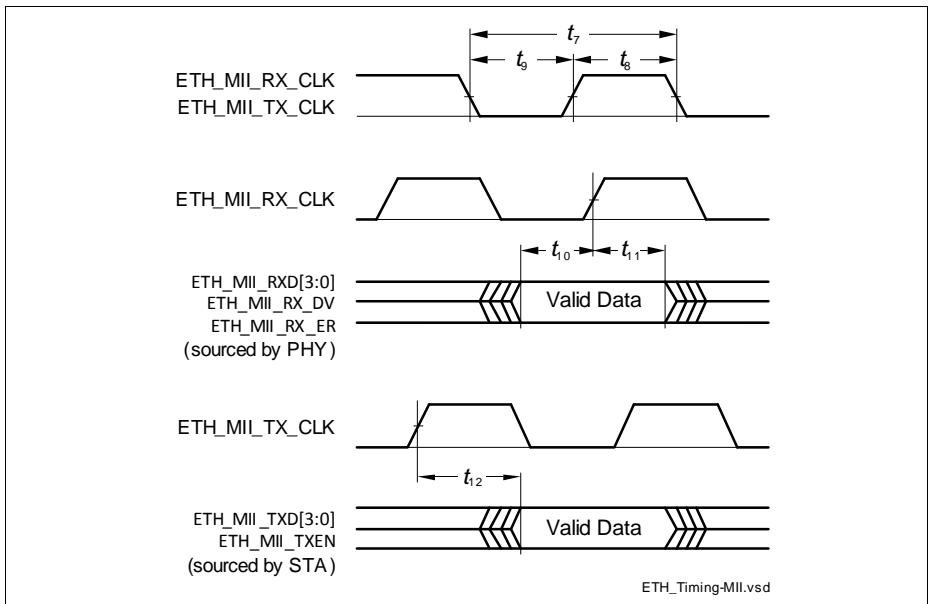 t7
t9 t8
ETH_MII_RX_CLK
ETH_MII_TX_CLK
ETH_MII_RX_CLK
t10 t11
ETH_MII_RXD[3:0]
ETH_MII_RX_DV
ETH_MII_RX_ER
(sourced by PHY)
Valid Data
ETH_MII_TX_CLK
t12
ETH_MII_TXD[3:0]
ETH_MII_TXEN
(sourced by STA)
Valid Data
ETH_Timing-MII.vsd